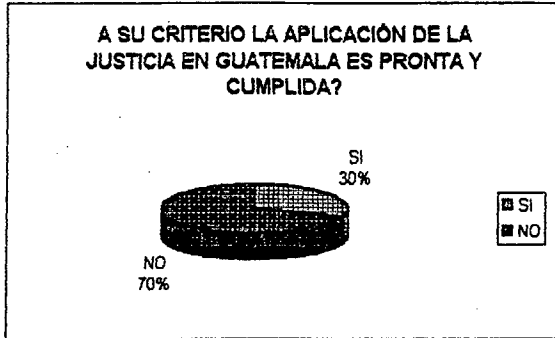 A SU CRITERIO LA APLICACIÓN DE LA
JUSTICIA EN GUATEMALA ES PRONTA Y
CUMPLIDA?
SI
30%
NO
70%
SI
NO